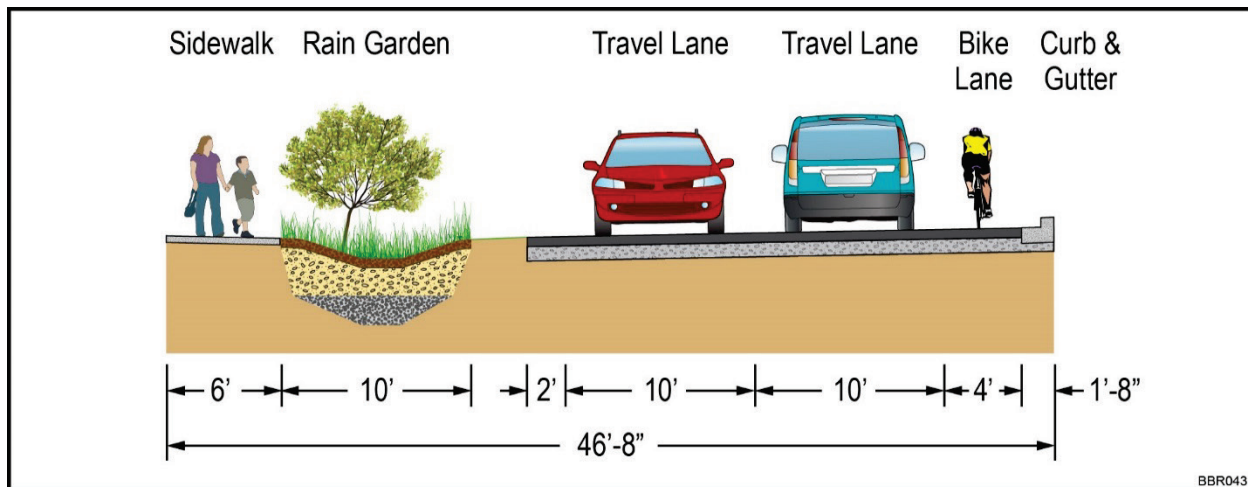 Sidewalk Rain Garden Travel Lane Travel Lane Bike Lane Curb & Gutter
6’ 10’ 2’ 10’ 10’ 4’ 1’-8”
46’-8”
BBR043